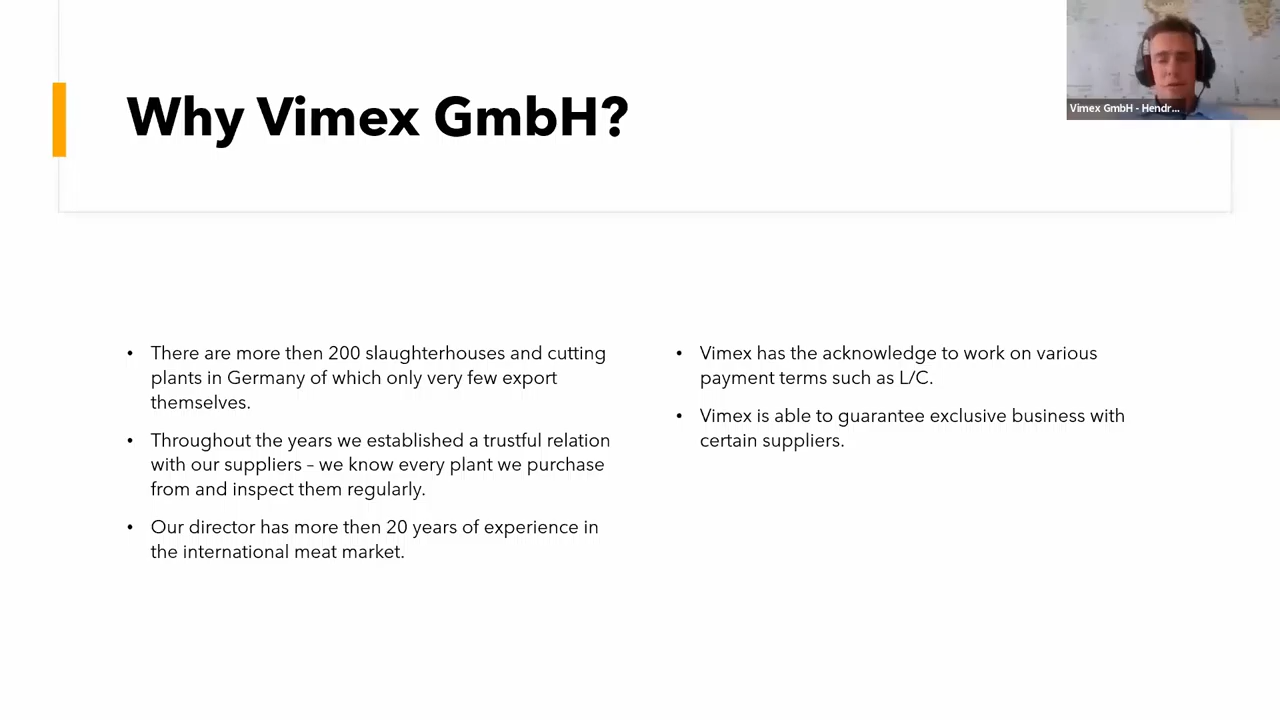 Why Vimex GmbH?
Vimex GmbH - Hendr...
• There are more then 200 slaughterhouses and cutting
plants in Germany of which only very few export
themselves.
• Throughout the years we established a trustful relation
with our suppliers – we know every plant we purchase
from and inspect them regularly.
• Our director has more then 20 years of experience in
the international meat market.
• Vimex has the acknowledge to work on various
payment terms such as L/C.
• Vimex is able to guarantee exclusive business with
certain suppliers.